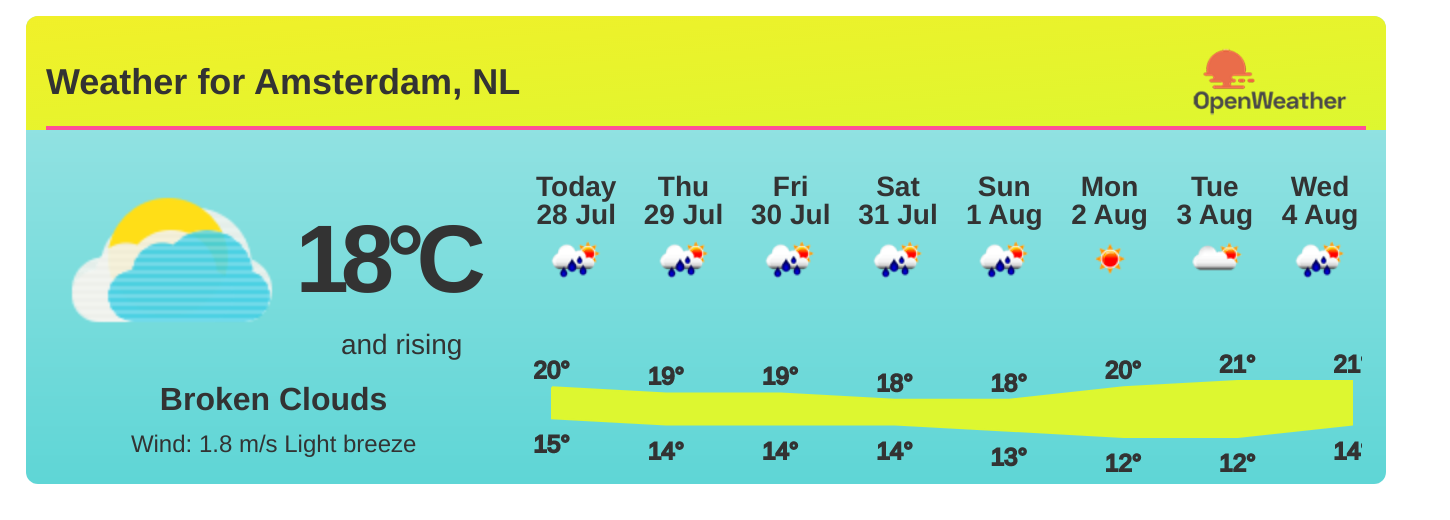 Weather for Amsterdam, NL
OpenWeather
18°C
and rising
Broken Clouds
Wind: 1.8 m/s Light breeze
Today Thu Fri Sat Sun Mon Tue Wed
28 Jul 29 Jul 30 Jul 31 Jul 1 Aug 2 Aug 3 Aug 4 Aug
20° 19° 19° 18° 18° 20° 21° 21
15° 14° 14° 14° 13° 12° 12° 14